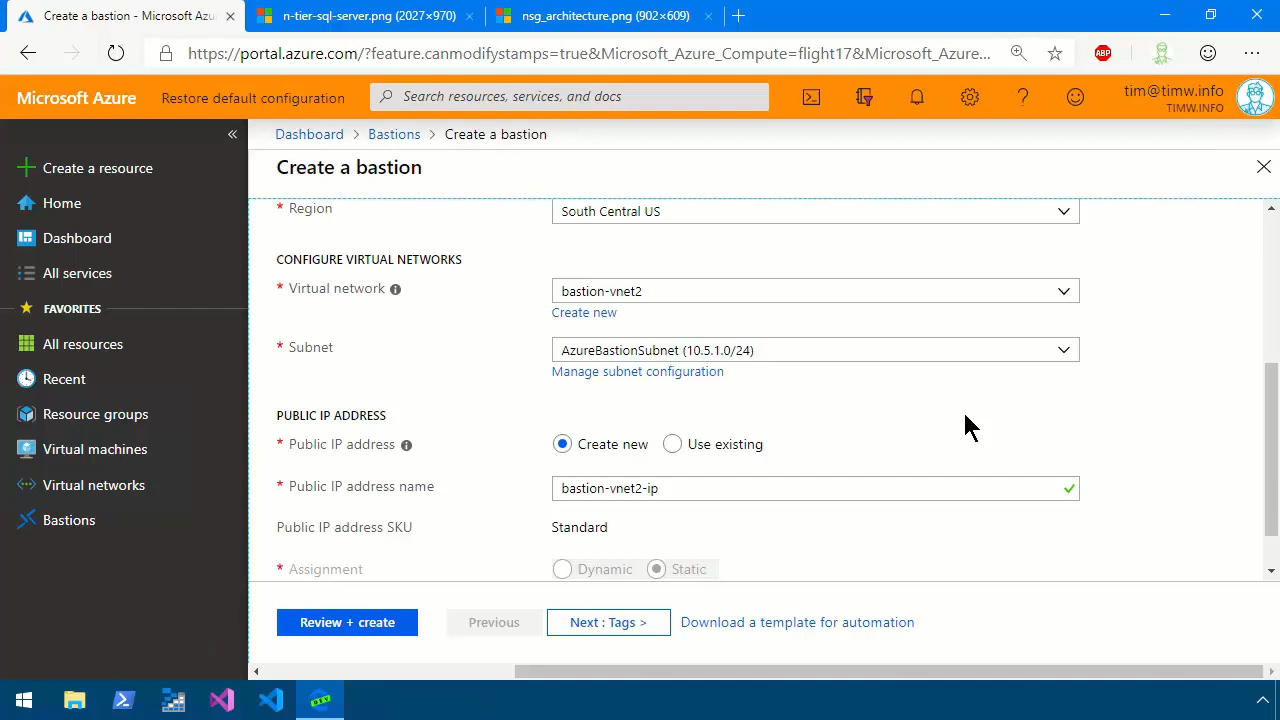 Create a bastion - Microsoft Azu
n-tier-sql-server.png (2027×970)
nsg_architecture.png (902×609)
https://portal.azure.com/?feature.canmodifystamps=true&Microsoft_Azure_Compute=flight17&Microsoft_Azure...
ABP
Microsoft Azure
Restore default configuration
Search resources, services, and docs
tim@timw.info
TIMW.INFO
Create a resource
Home
Dashboard
All services
FAVORITES
All resources
Recent
Resource groups
Virtual machines
Virtual networks
Bastions
Dashboard > Bastions > Create a bastion
Create a bastion
* Region
South Central US
CONFIGURE VIRTUAL NETWORKS
* Virtual network
bastion-vnet2
Create new
* Subnet
AzureBastionSubnet (10.5.1.0/24)
Manage subnet configuration
PUBLIC IP ADDRESS
* Public IP address
Create new
Use existing
* Public IP address name
bastion-vnet2-ip
Public IP address SKU
Standard
* Assignment
Dynamic
Static
Review + create
Previous
Next : Tags >
Download a template for automation
DEV